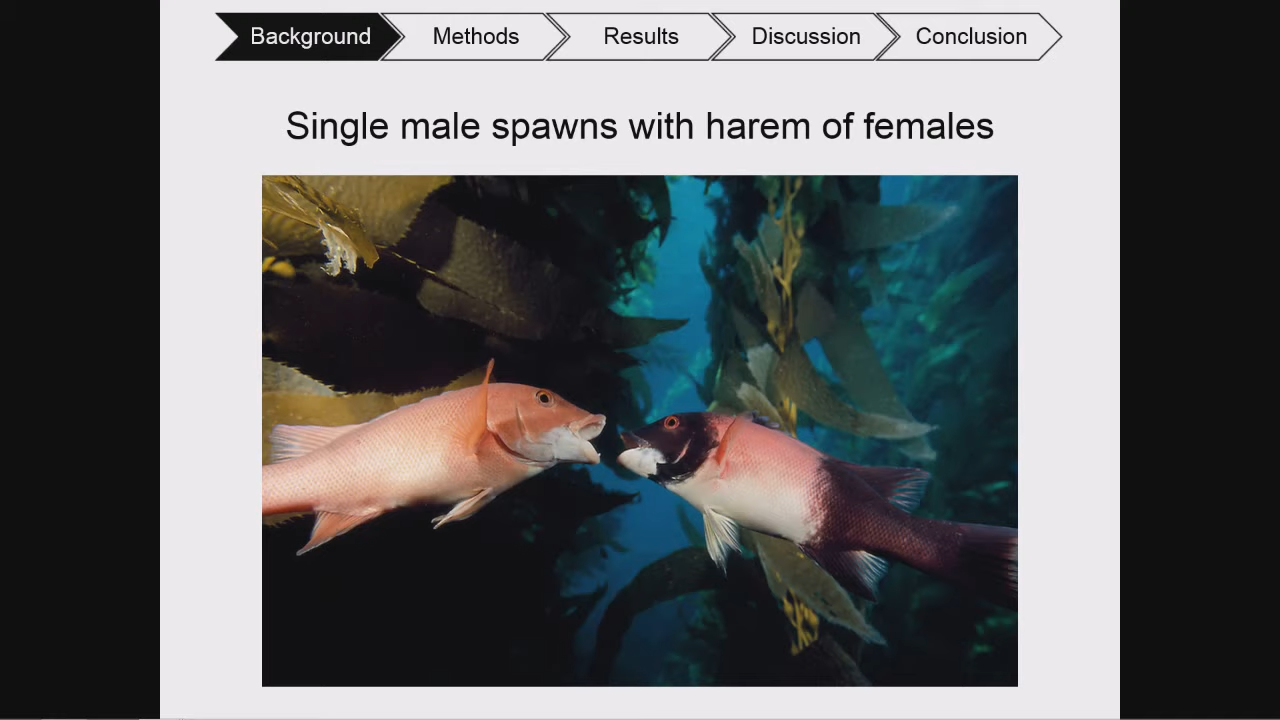 Background
Methods
Results
Discussion
Conclusion
Single male spawns with harem of females